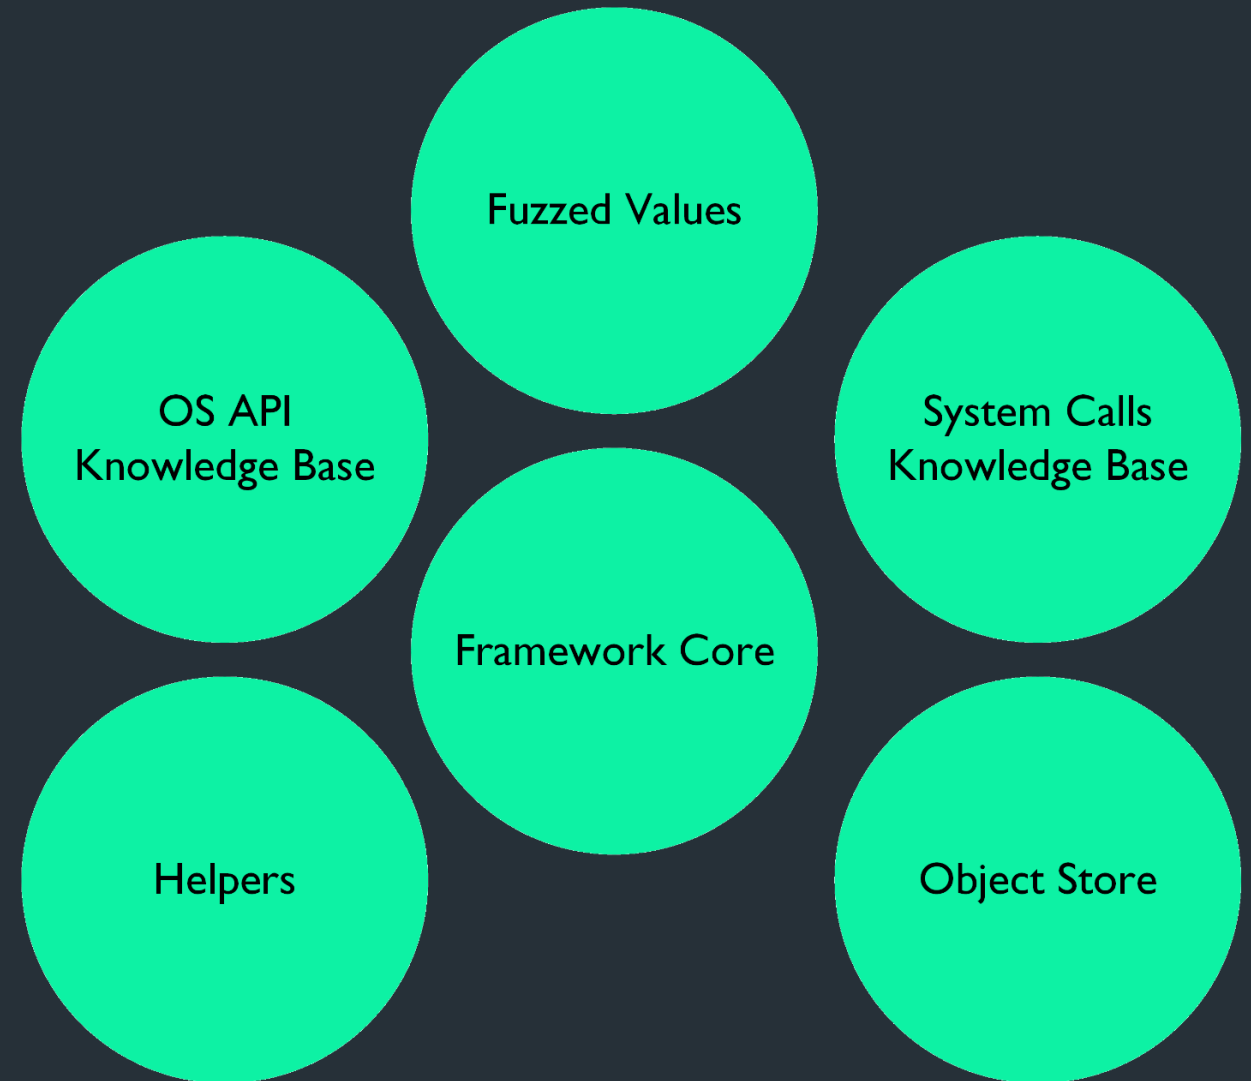 Fuzzed Values
OS API
Knowledge Base
System Calls
Knowledge Base
Framework Core
Helpers
Object Store